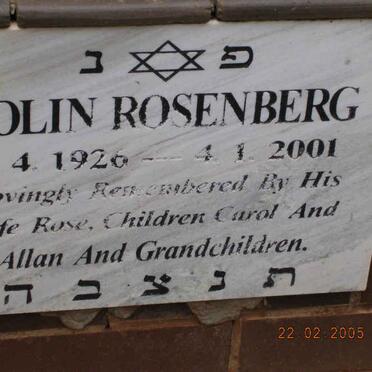 פ נ
OLIN ROSENBERG
4. 1926 — 4. 1. 2001
ovingly Remembered By His
fe Rose, Children Carol And
Allan And Grandchildren.
ת נ צ ב ה
22 02 2005